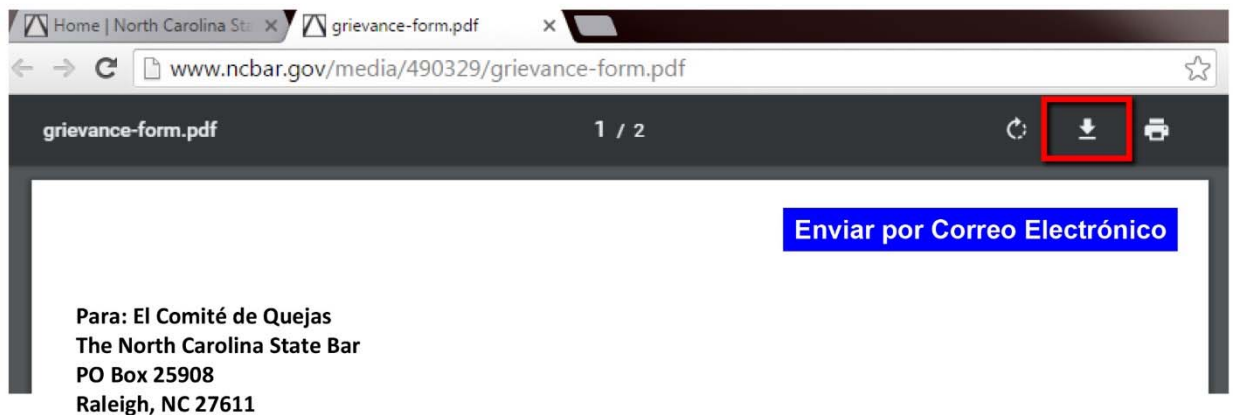 Home | North Carolina Sta
grievance-form.pdf
www.ncbar.gov/media/490329/grievance-form.pdf
grievance-form.pdf
1 / 2
Enviar por Correo Electrónico
Para: El Comité de Quejas
The North Carolina State Bar
PO Box 25908
Raleigh, NC 27611